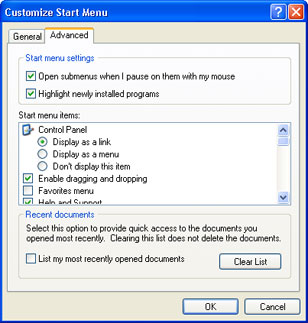 Customize Start Menu
General
Advanced
Start menu settings
Open submenus when I pause on them with my mouse
Highlight newly installed programs
Start menu items:
Control Panel
Display as a link
Display as a menu
Don't display this item
Enable dragging and dropping
Favorites menu
Help and Support
Recent documents
Select this option to provide quick access to the documents you
opened most recently. Clearing this list does not delete the documents.
List my most recently opened documents
Clear List
OK
Cancel